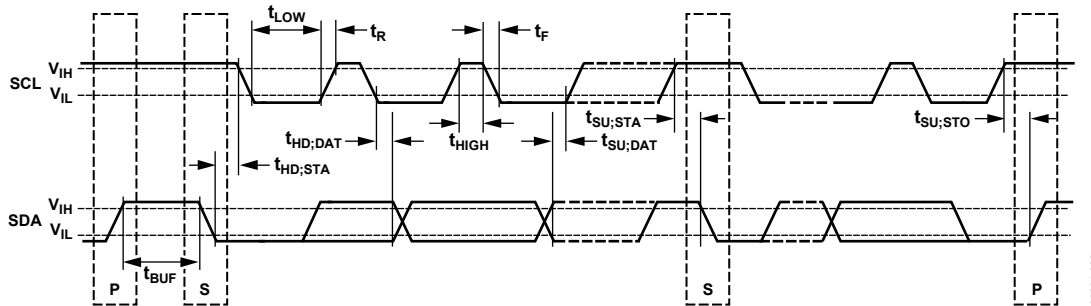 tLOW
tR
tF
VIH
SCL
VIL
tHD;DAT
tHIGH
tSU;STA
tSU;DAT
tSU;STO
tHD;STA
VIH
SDA
VIL
tBUF
P
S
S
P